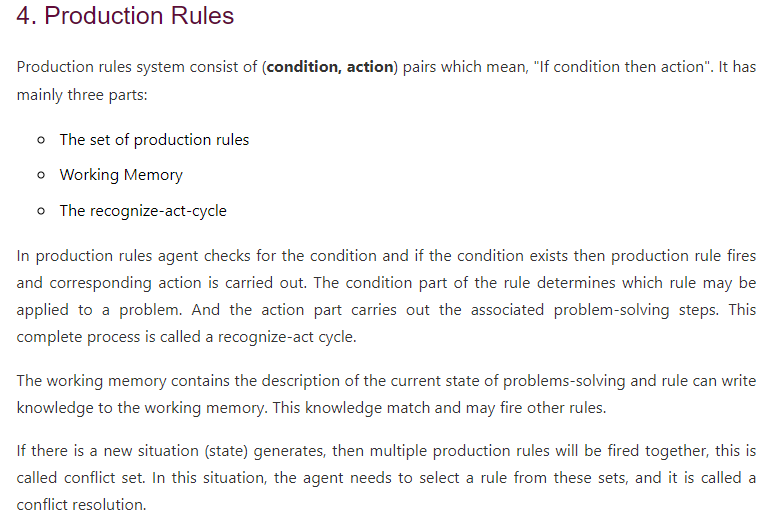 4. Production Rules
Production rules system consist of (condition, action) pairs which mean, "If condition then action". It has
mainly three parts:
The set of production rules
Working Memory
The recognize-act-cycle
In production rules agent checks for the condition and if the condition exists then production rule fires
and corresponding action is carried out. The condition part of the rule determines which rule may be
applied to a problem. And the action part carries out the associated problem-solving steps. This
complete process is called a recognize-act cycle.
The working memory contains the description of the current state of problems-solving and rule can write
knowledge to the working memory. This knowledge match and may fire other rules.
If there is a new situation (state) generates, then multiple production rules will be fired together, this is
called conflict set. In this situation, the agent needs to select a rule from these sets, and it is called a
conflict resolution.